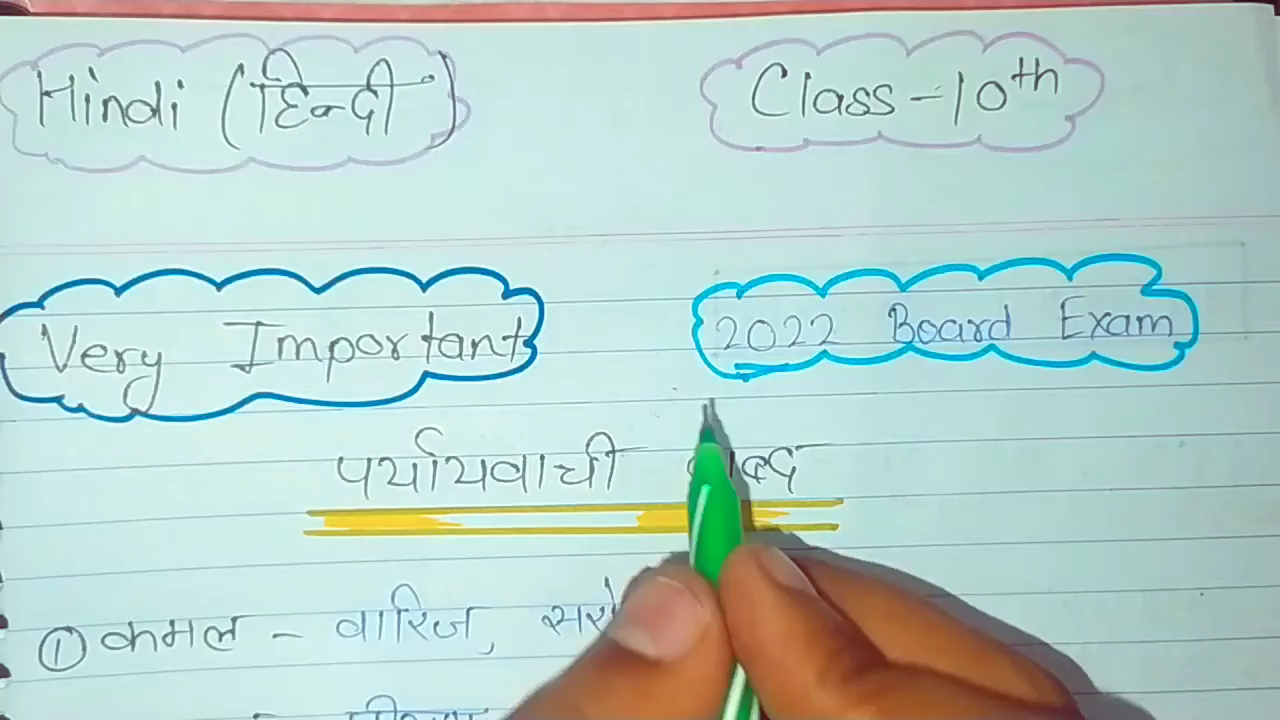 Hindi (हिन्दी)
Class-10th
Very Important
2022 Board Exam
पर्यायवाची
① कमल - वारिज,